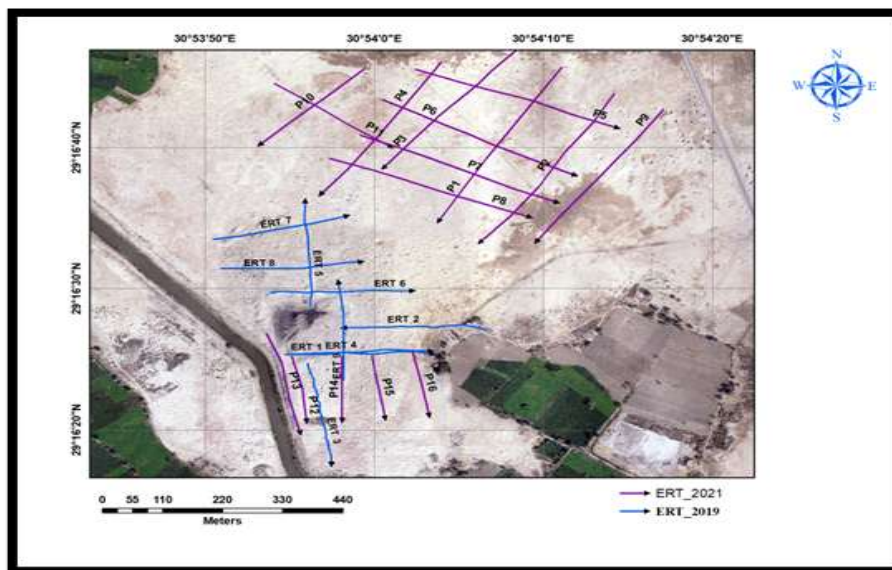 30°53'50"E 30°54'0"E 30°54'10"E 30°54'20"E
N
W E
S
29°16'40"N
29°16'30"N
29°16'20"N
P10
P4
P11
P3
P6
P5
P9
P7
P2
P1
P8
ERT 7
ERT 8
ERT 5
ERT 6
ERT 2
ERT 1 ERT 4
P13
P12
P14
ERT 3
P15
P16
0 55 110 220 330 440
Meters
ERT_2021
ERT_2019